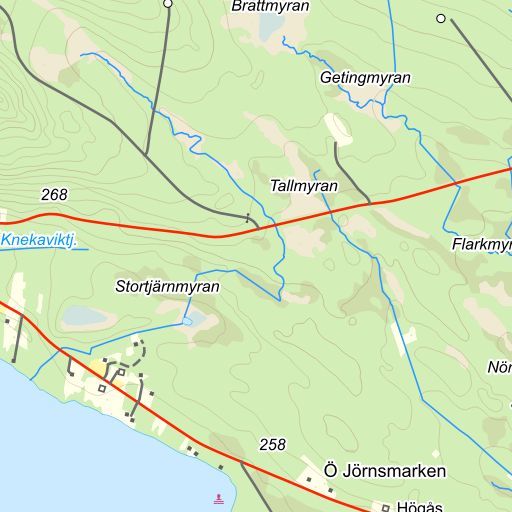 Brattmyran
Getingmyran
Tallmyran
268
Knekaviktj.
Flarkmyr
Stortjärnmyran
Nör
258
Ö Jörnsmarken
Högås